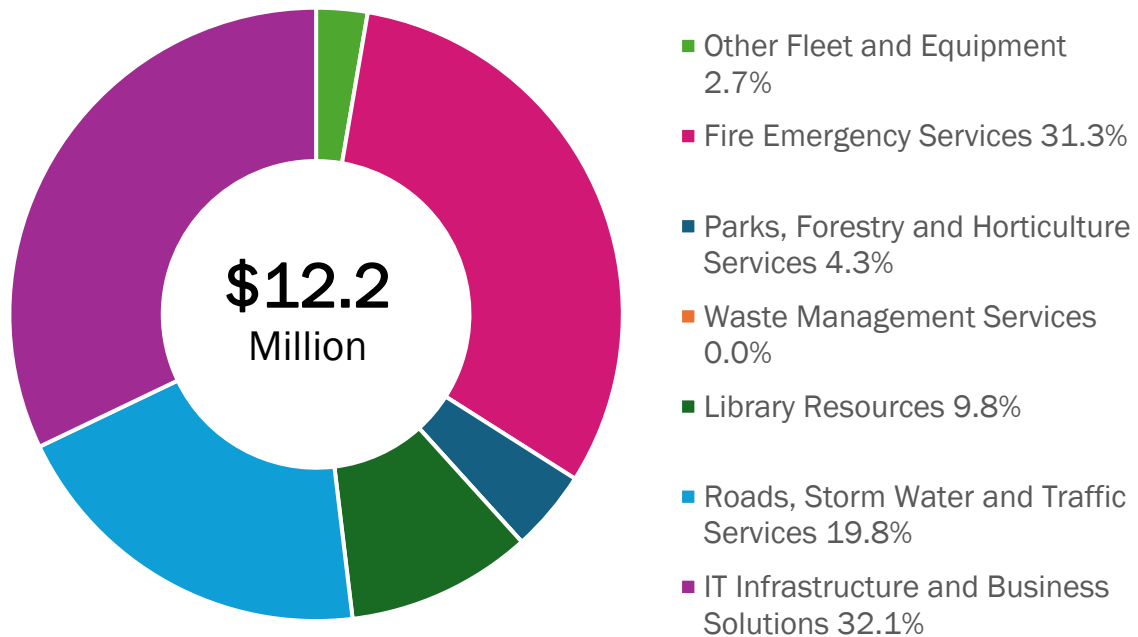 $12.2
Million
Other Fleet and Equipment
2.7%
Fire Emergency Services 31.3%
Parks, Forestry and Horticulture
Services 4.3%
Waste Management Services
0.0%
Library Resources 9.8%
Roads, Storm Water and Traffic
Services 19.8%
IT Infrastructure and Business
Solutions 32.1%